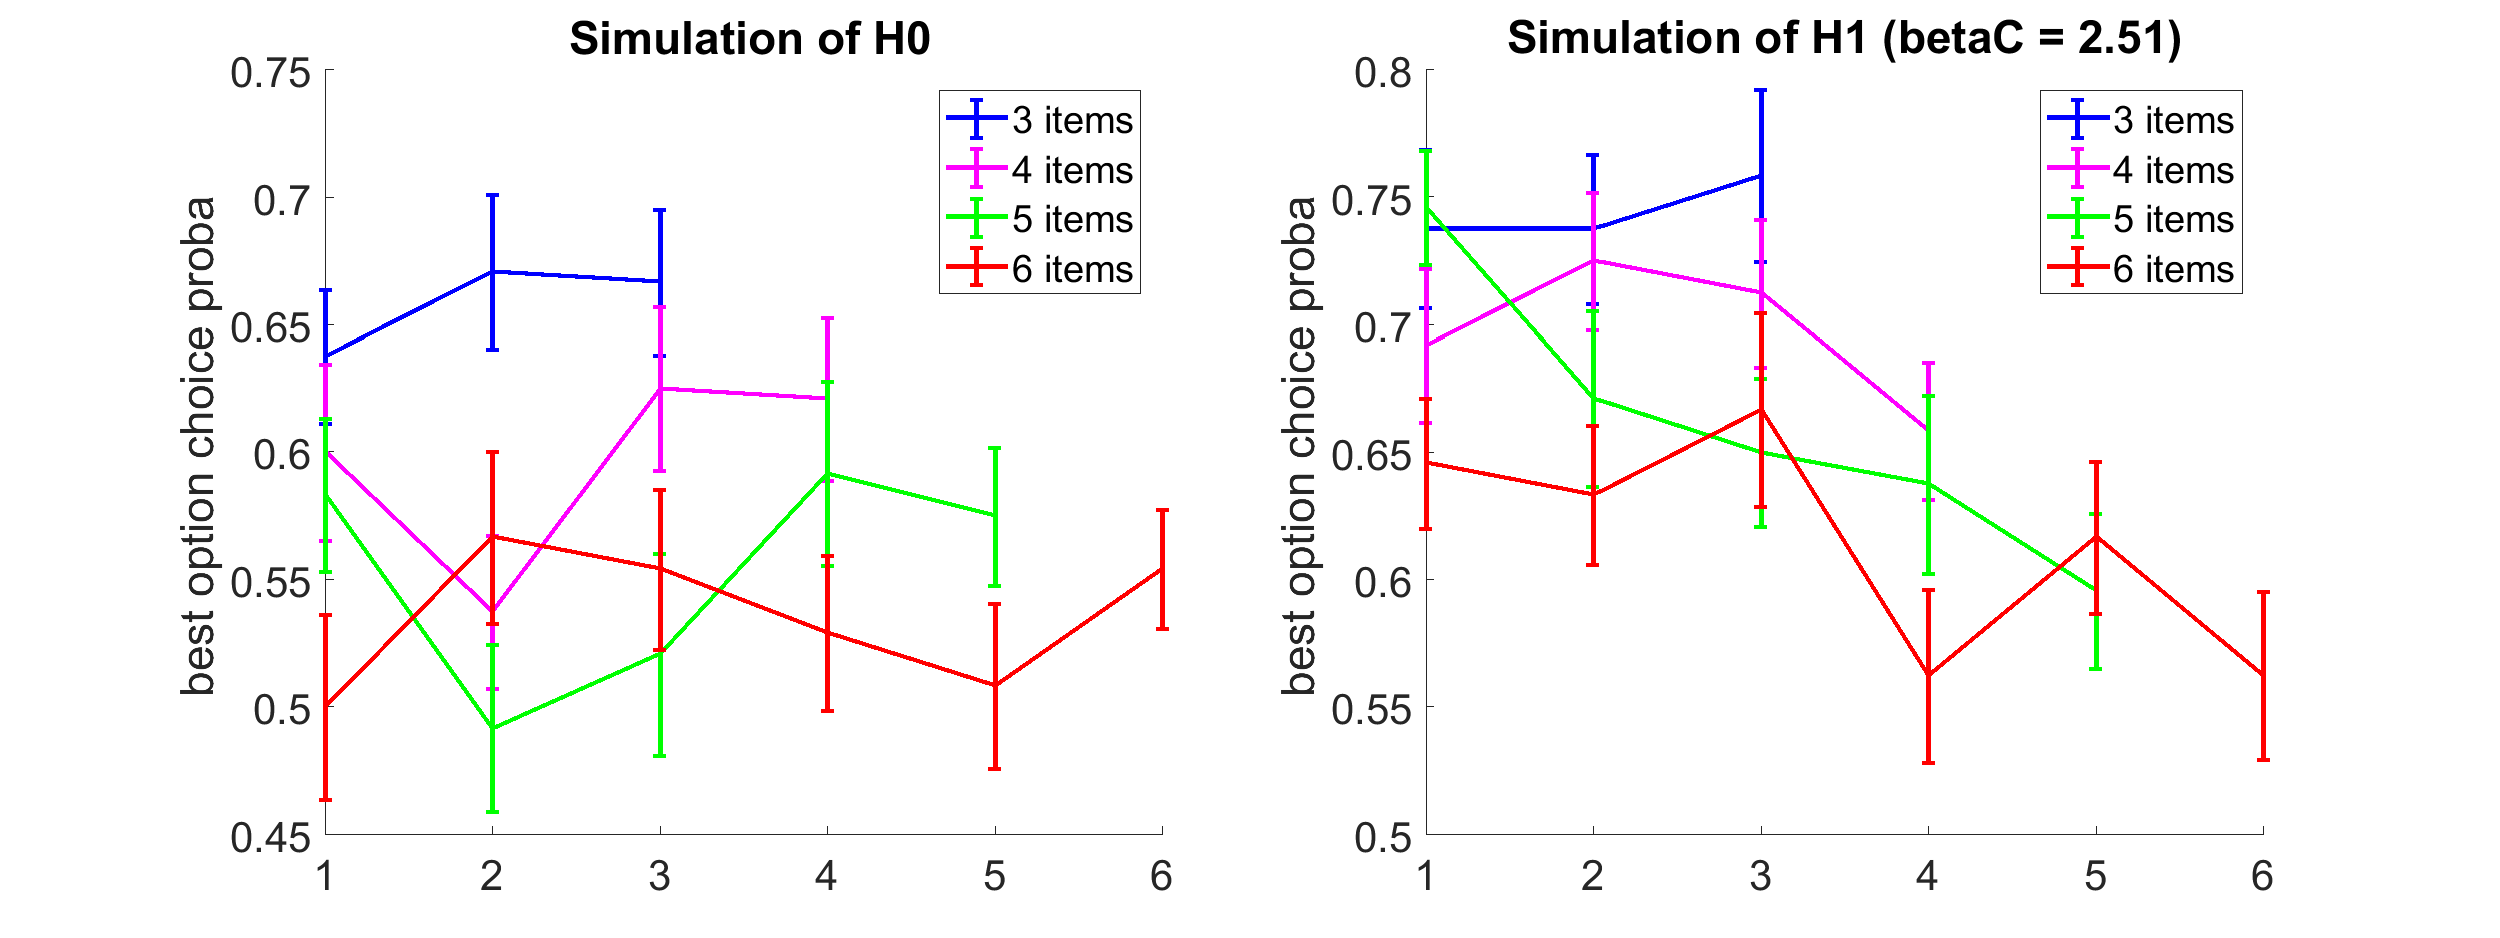 Simulation of H0
0.75
0.7
0.65
0.6
0.55
0.5
0.45
best option choice proba
1 2 3 4 5 6
3 items
4 items
5 items
6 items
Simulation of H1 (betaC = 2.51)
0.8
0.75
0.7
0.65
0.6
0.55
0.5
best option choice proba
1 2 3 4 5 6
3 items
4 items
5 items
6 items